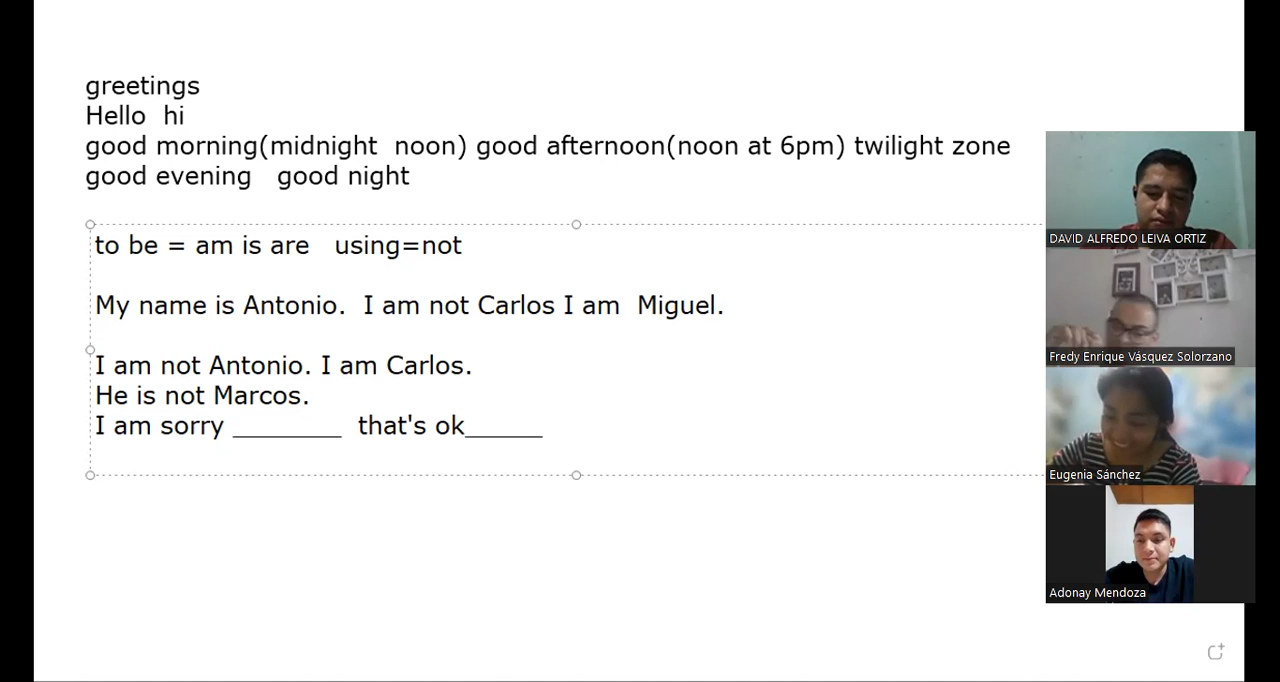 greetings
Hello  hi
good morning(midnight  noon) good afternoon(noon at 6pm) twilight zone
good evening   good night
to be = am is are   using=not
My name is Antonio.  I am not Carlos I am  Miguel.
I am not Antonio. I am Carlos.
He is not Marcos.
I am sorry ________  that's ok______
DAVID ALFREDO LEIVA ORTIZ
Fredy Enrique Vásquez Solorzano
Eugenia Sánchez
Adonay Mendoza